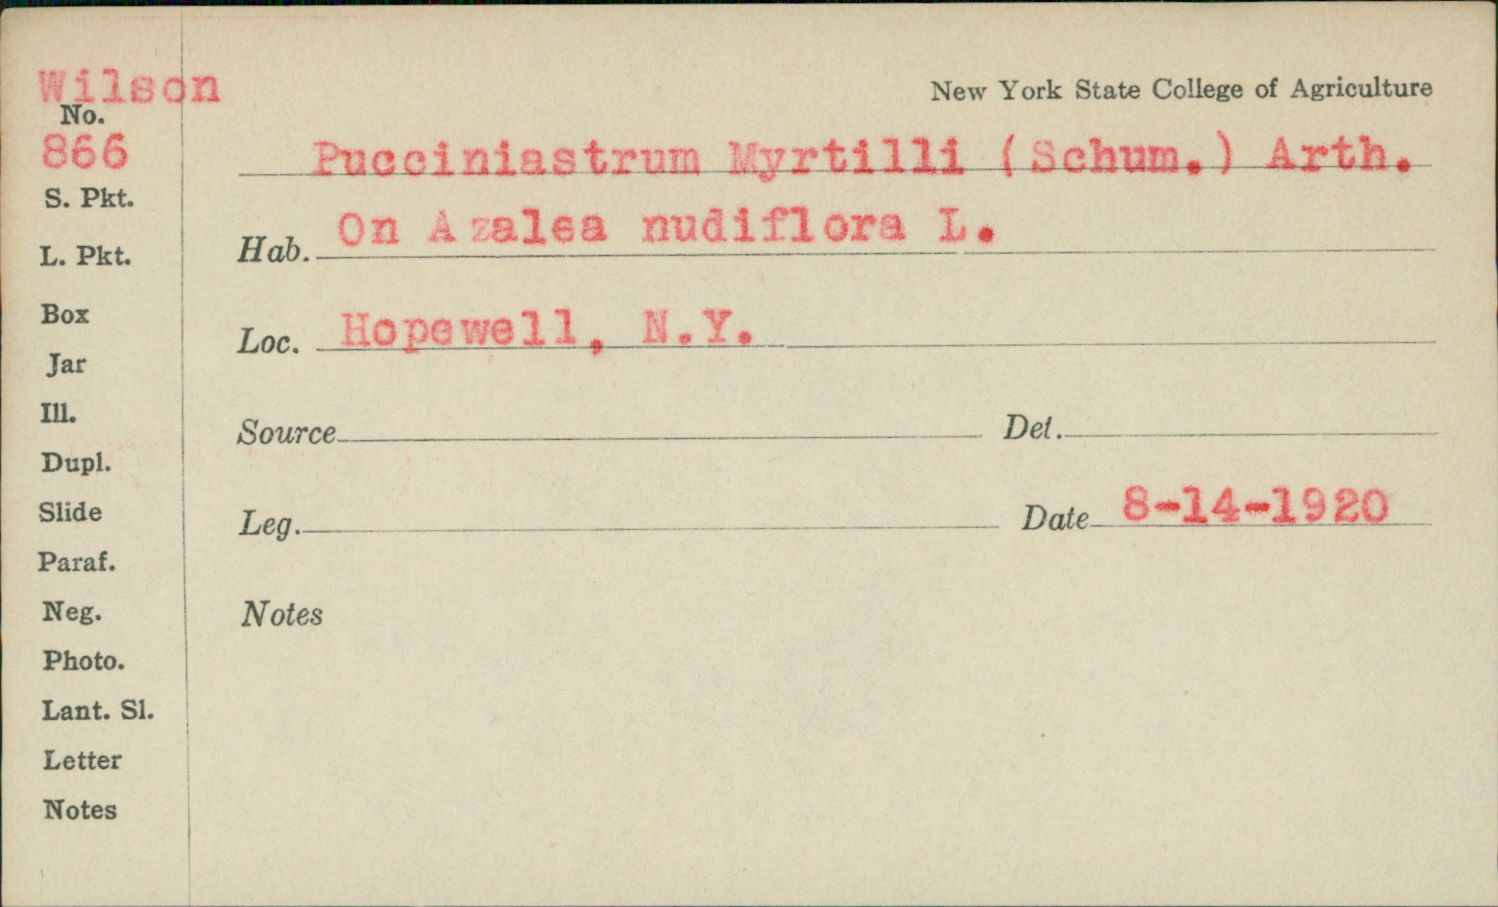 Wilson
New York State College of Agriculture
No.
866
Pucciniastrum Myrtilli (Schum.) Arth.
S. Pkt.
Hab. On Azalea nudiflora L.
L. Pkt.
Box
Loc. Hopewell, N.Y.
Jar
Ill.
Source Det.
Dupl.
Slide
Leg. Date 8-14-1920
Paraf.
Neg.
Notes
Photo.
Lant. Sl.
Letter
Notes